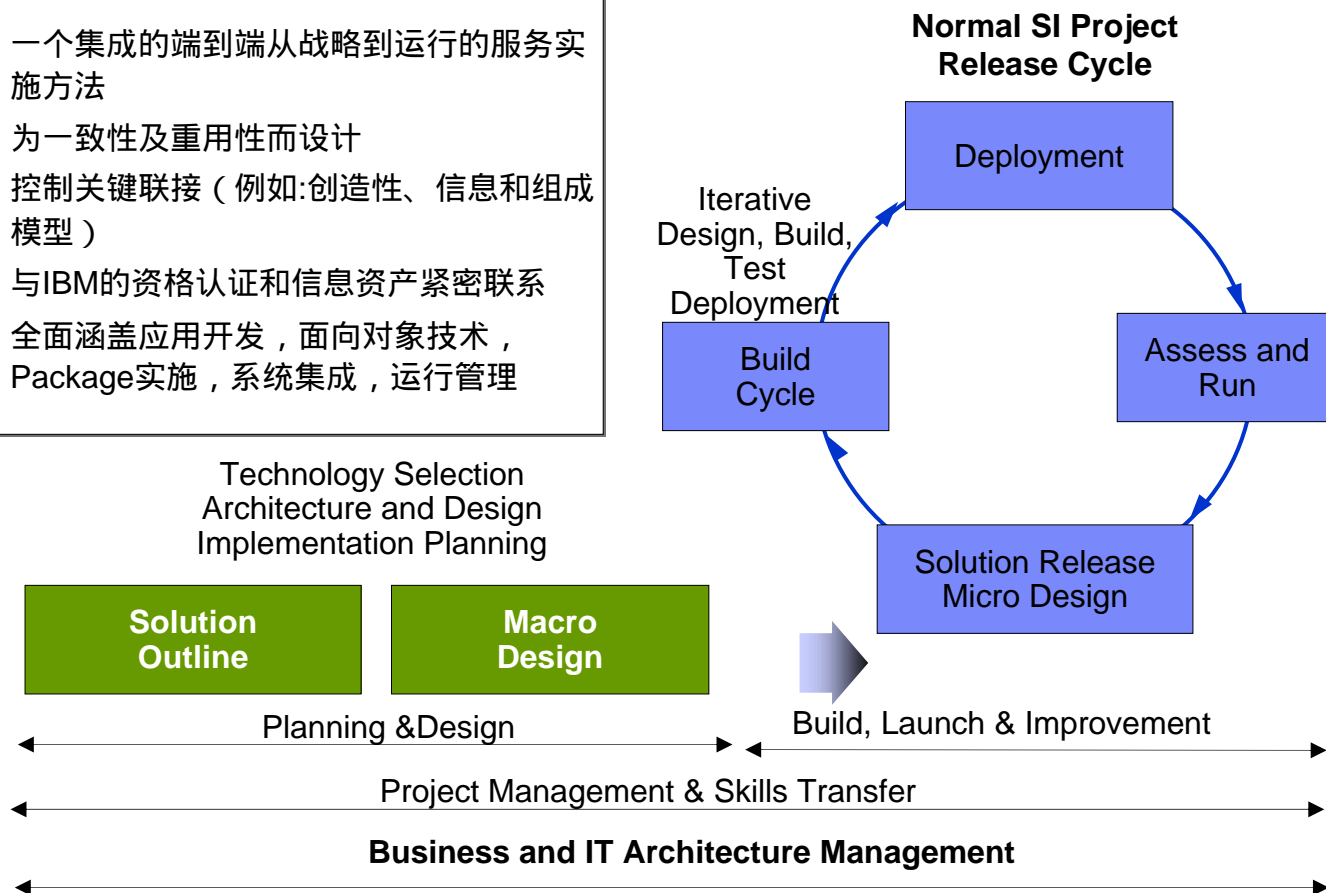 一个集成的端到端从战略到运行的服务实
施方法
为一致性及重用性而设计
控制关键联接（例如:创造性、信息和组成
模型）
与IBM的资格认证和信息资产紧密联系
全面涵盖应用开发，面向对象技术，
Package实施，系统集成，运行管理
Normal SI Project
Release Cycle
Deployment
Iterative
Design, Build,
Test
Deployment
Build
Cycle
Assess and
Run
Solution Release
Micro Design
Technology Selection
Architecture and Design
Implementation Planning
Solution
Outline
Macro
Design
Planning &Design
Build, Launch & Improvement
Project Management & Skills Transfer
Business and IT Architecture Management